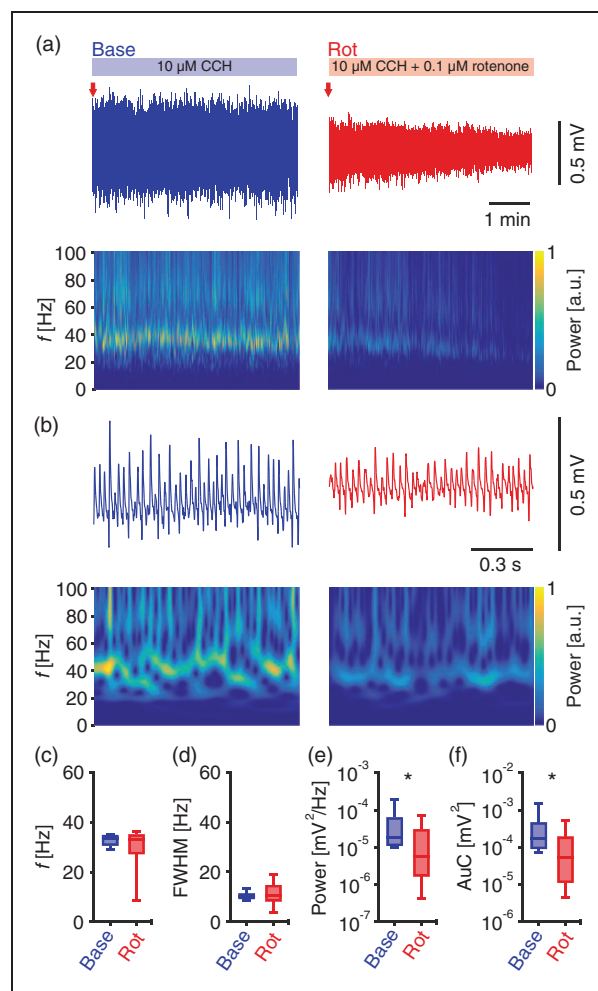 (a)
Base
Rot
10 µM CCH
10 µM CCH + 0.1 µM rotenone
0.5 mV
1 min
100
80
60
40
20
0
f [Hz]
1
0
Power [a.u.]
(b)
0.5 mV
0.3 s
100
80
60
40
20
0
f [Hz]
1
0
Power [a.u.]
(c)
60
40
20
0
f [Hz]
Base
Rot
(d)
60
40
20
0
FWHM [Hz]
Base
Rot
(e)
*
10⁻³
10⁻⁴
10⁻⁵
10⁻⁶
10⁻⁷
Power [mV²/Hz]
Base
Rot
(f)
*
10⁻²
10⁻³
10⁻⁴
10⁻⁵
10⁻⁶
AuC [mV²]
Base
Rot